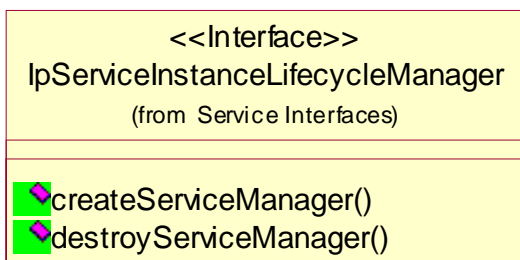 <<Interface>>
IpServiceInstanceLifecycleManager
(from Service Interfaces)
createServiceManager()
destroyServiceManager()